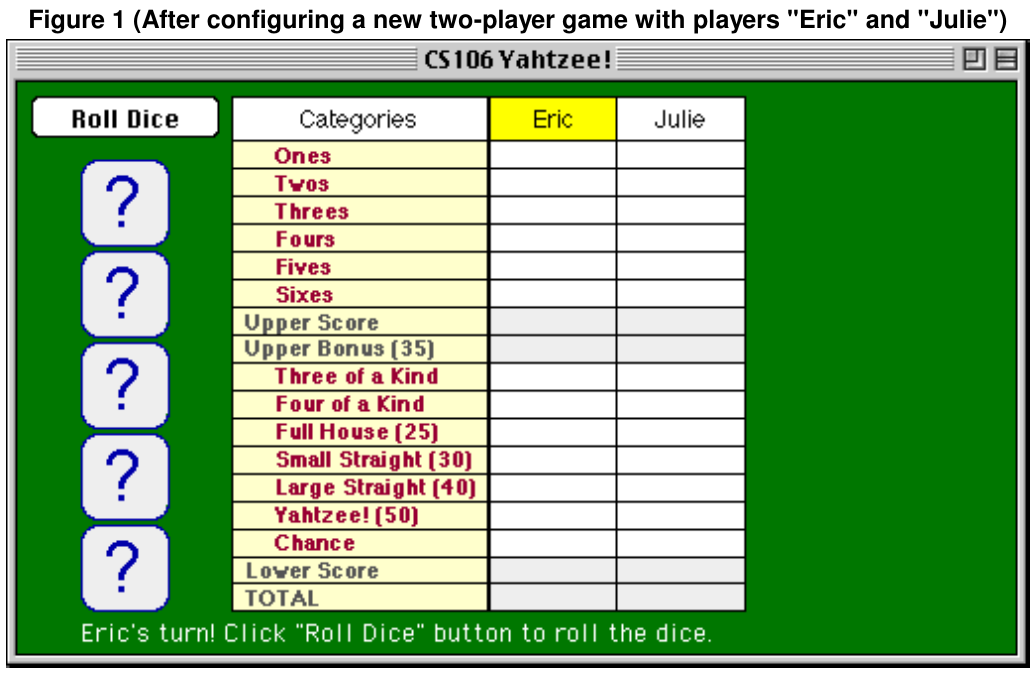 Figure 1 (After configuring a new two-player game with players "Eric" and "Julie")
CS106 Yahtzee!
Roll Dice
Categories Eric Julie
?
?
?
?
?
Ones
Twos
Threes
Fours
Fives
Sixes
Upper Score
Upper Bonus (35)
Three of a Kind
Four of a Kind
Full House (25)
Small Straight (30)
Large Straight (40)
Yahtzee! (50)
Chance
Lower Score
TOTAL
Eric's turn! Click "Roll Dice" button to roll the dice.